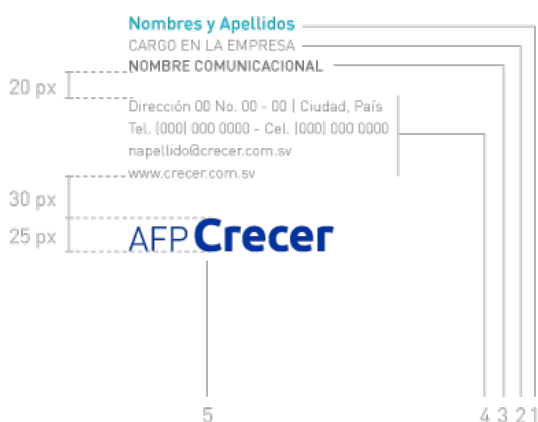 Nombres y Apellidos
CARGO EN LA EMPRESA
NOMBRE COMUNICACIONAL
20 px
Dirección 00 No. 00 - 00 | Ciudad, País
Tel. (000) 000 0000 - Cel. (000) 000 0000
napellido@crecer.com.sv
www.crecer.com.sv
30 px
25 px
AFP Crecer
5
4 3 2 1